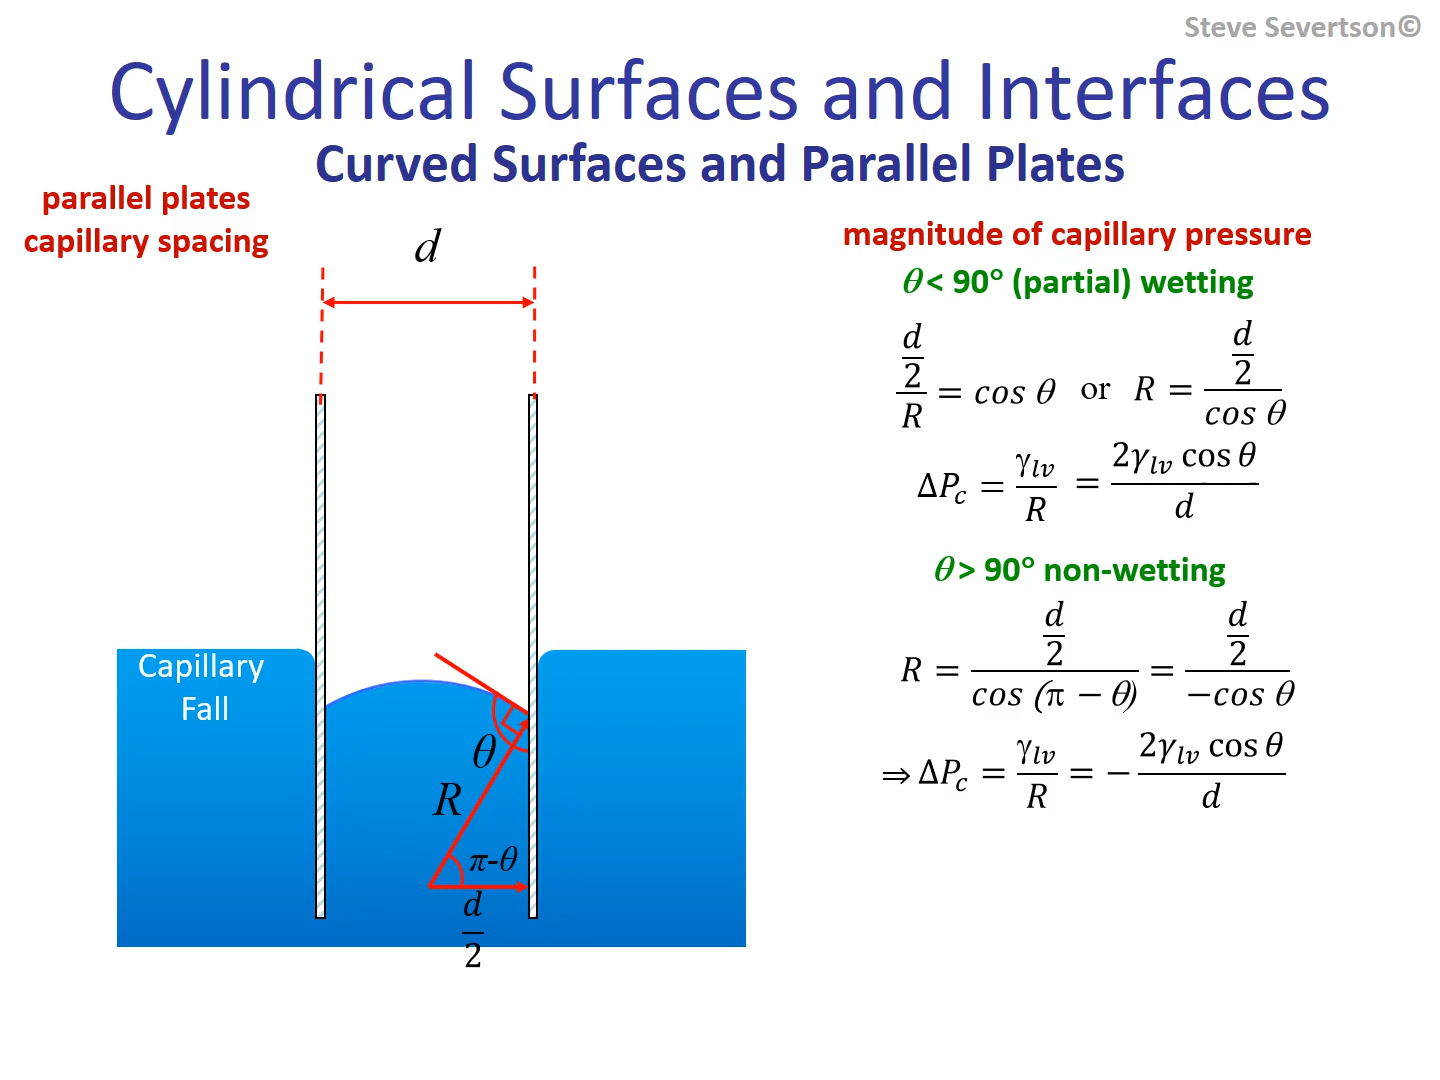 Steve Severtson©
Cylindrical Surfaces and Interfaces
Curved Surfaces and Parallel Plates
parallel plates
capillary spacing
d
Capillary
Fall
θ
R
π-θ
d/2
magnitude of capillary pressure
θ < 90° (partial) wetting
(d/2)/R = cos θ or R = (d/2)/(cos θ)
ΔP_c = γ_lv/R = (2γ_lv cos θ)/d
θ > 90° non-wetting
R = (d/2)/(cos (π − θ)) = (d/2)/(−cos θ)
⇒ ΔP_c = γ_lv/R = − (2γ_lv cos θ)/d